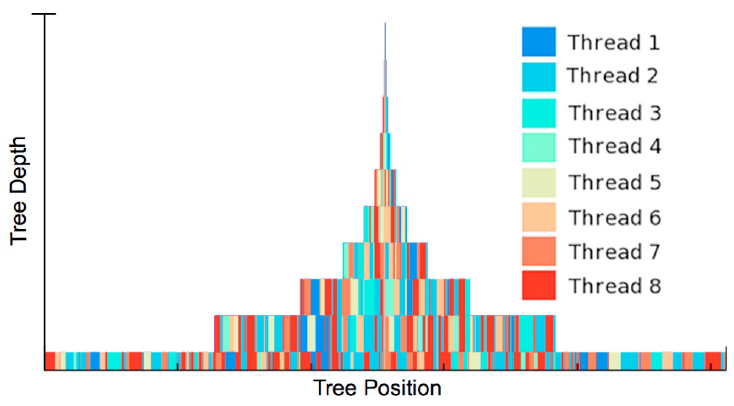 Thread 1
Thread 2
Thread 3
Thread 4
Thread 5
Thread 6
Thread 7
Thread 8
Tree Depth
Tree Position